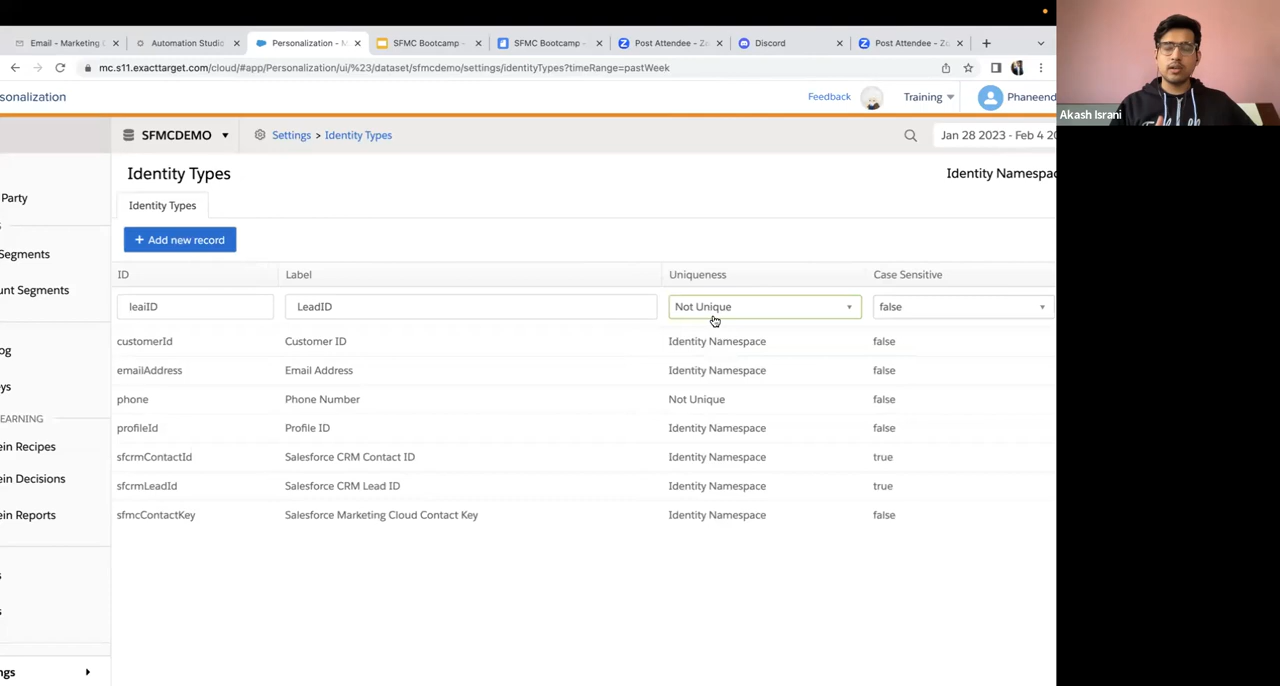 Email - Marketing C
Automation Studio
Personalization - M
SFMC Bootcamp -
SFMC Bootcamp -
Post Attendee - Zo
Discord
Post Attendee - Zo
mc.s11.exacttarget.com/cloud/#app/Personalization/ui/%23/dataset/sfmcdemo/settings/identityTypes?timeRange=pastWeek
Akash Israni
sonalization
Feedback
Training
Phaneend
SFMCDEMO
Settings > Identity Types
Jan 28 2023 - Feb 4 20
Identity Types
Identity Namespac
Party
Identity Types
+ Add new record
Segments
ID Label Uniqueness Case Sensitive
unt Segments
leaiID LeadID Not Unique false
customerId Customer ID Identity Namespace false
og
emailAddress Email Address Identity Namespace false
eys
phone Phone Number Not Unique false
EARNING
profileId Profile ID Identity Namespace false
ein Recipes
sfcrmContactId Salesforce CRM Contact ID Identity Namespace true
ein Decisions
sfcrmLeadId Salesforce CRM Lead ID Identity Namespace true
ein Reports
sfmcContactKey Salesforce Marketing Cloud Contact Key Identity Namespace false
s
s
ngs